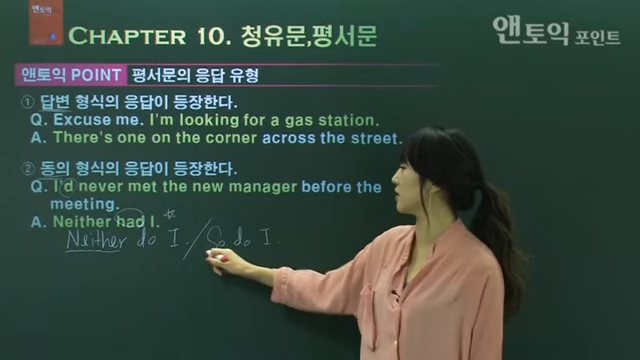 앤토익
CHAPTER 10. 청유문,평서문
앤토익 포인트
앤토익 POINT 평서문의 응답 유형
① 답변 형식의 응답이 등장한다.
Q. Excuse me. I'm looking for a gas station.
A. There's one on the corner across the street.
② 동의 형식의 응답이 등장한다.
Q. I'd never met the new manager before the
meeting.
A. Neither had I.
Neither do I. / So do I.